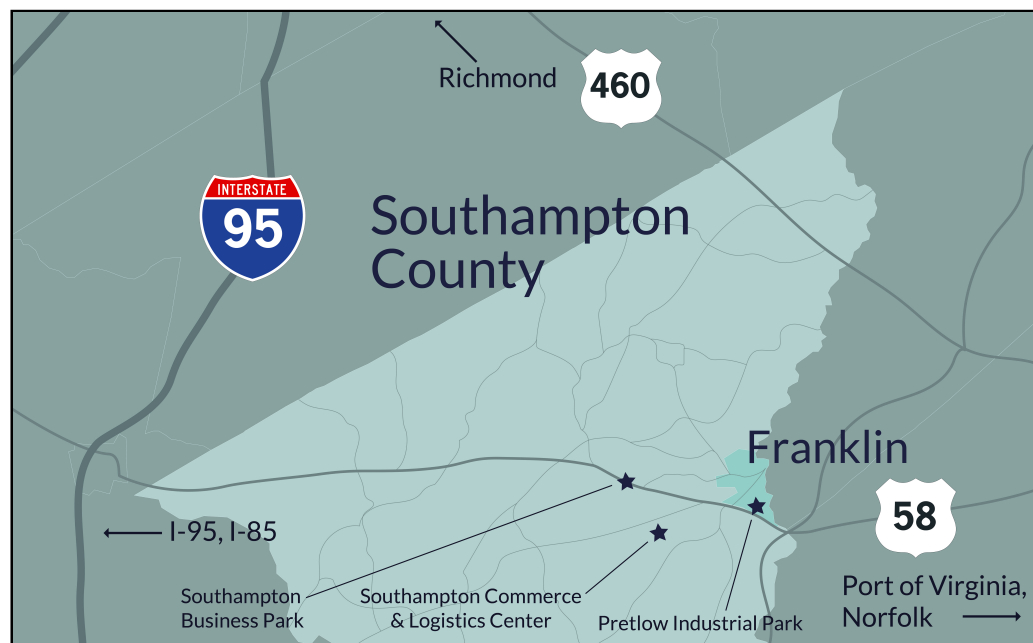 Richmond
460
INTERSTATE
95
Southampton
County
Franklin
58
I-95, I-85
Port of Virginia,
Norfolk
Southampton
Business Park
Southampton Commerce
& Logistics Center
Pretlow Industrial Park